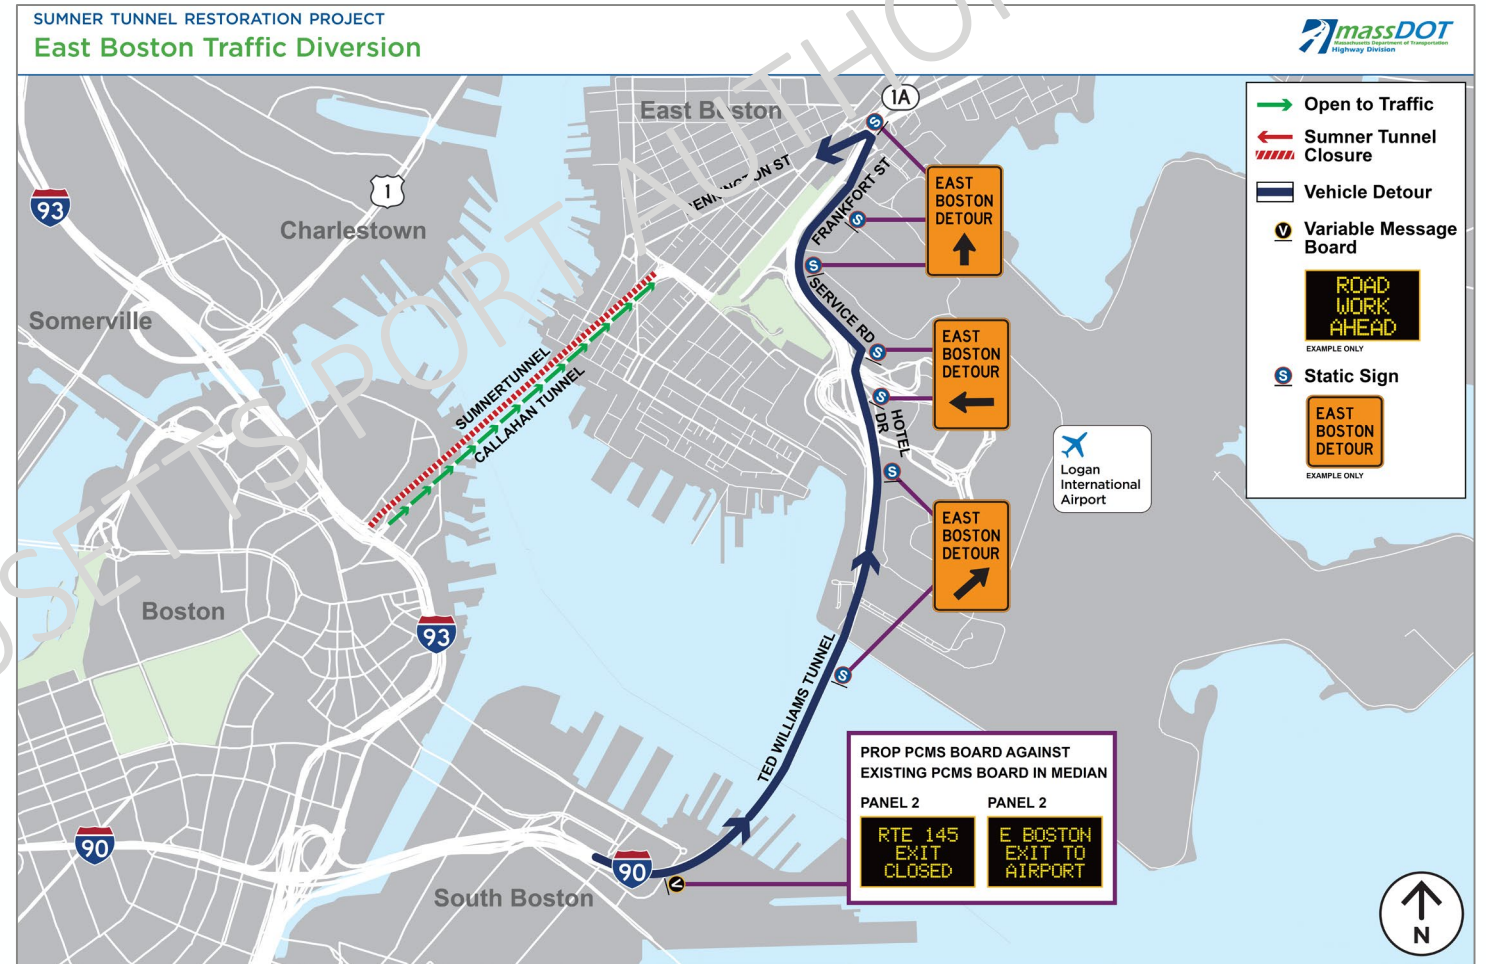 SUMNER TUNNEL RESTORATION PROJECT
East Boston Traffic Diversion
massDOT
Massachusetts Department of Transportation
Highway Division
East Boston
1A
1
93
Charlestown
Somerville
FRANKFORT ST
SERVICE RD
SUMNERTUNNEL
CALLAHAN TUNNEL
HOTEL
DR
Boston
93
TED WILLIAMS TUNNEL
90
90
South Boston
S
S
S
S
S
S
S
V
EAST
BOSTON
DETOUR
EAST
BOSTON
DETOUR
EAST
BOSTON
DETOUR
Logan
International
Airport
Open to Traffic
Sumner Tunnel
Closure
Vehicle Detour
V
Variable Message
Board
ROAD
WORK
AHEAD
EXAMPLE ONLY
S
Static Sign
EAST
BOSTON
DETOUR
EXAMPLE ONLY
PROP PCMS BOARD AGAINST
EXISTING PCMS BOARD IN MEDIAN
PANEL 2
PANEL 2
RTE 145
EXIT
CLOSED
E BOSTON
EXIT TO
AIRPORT
N